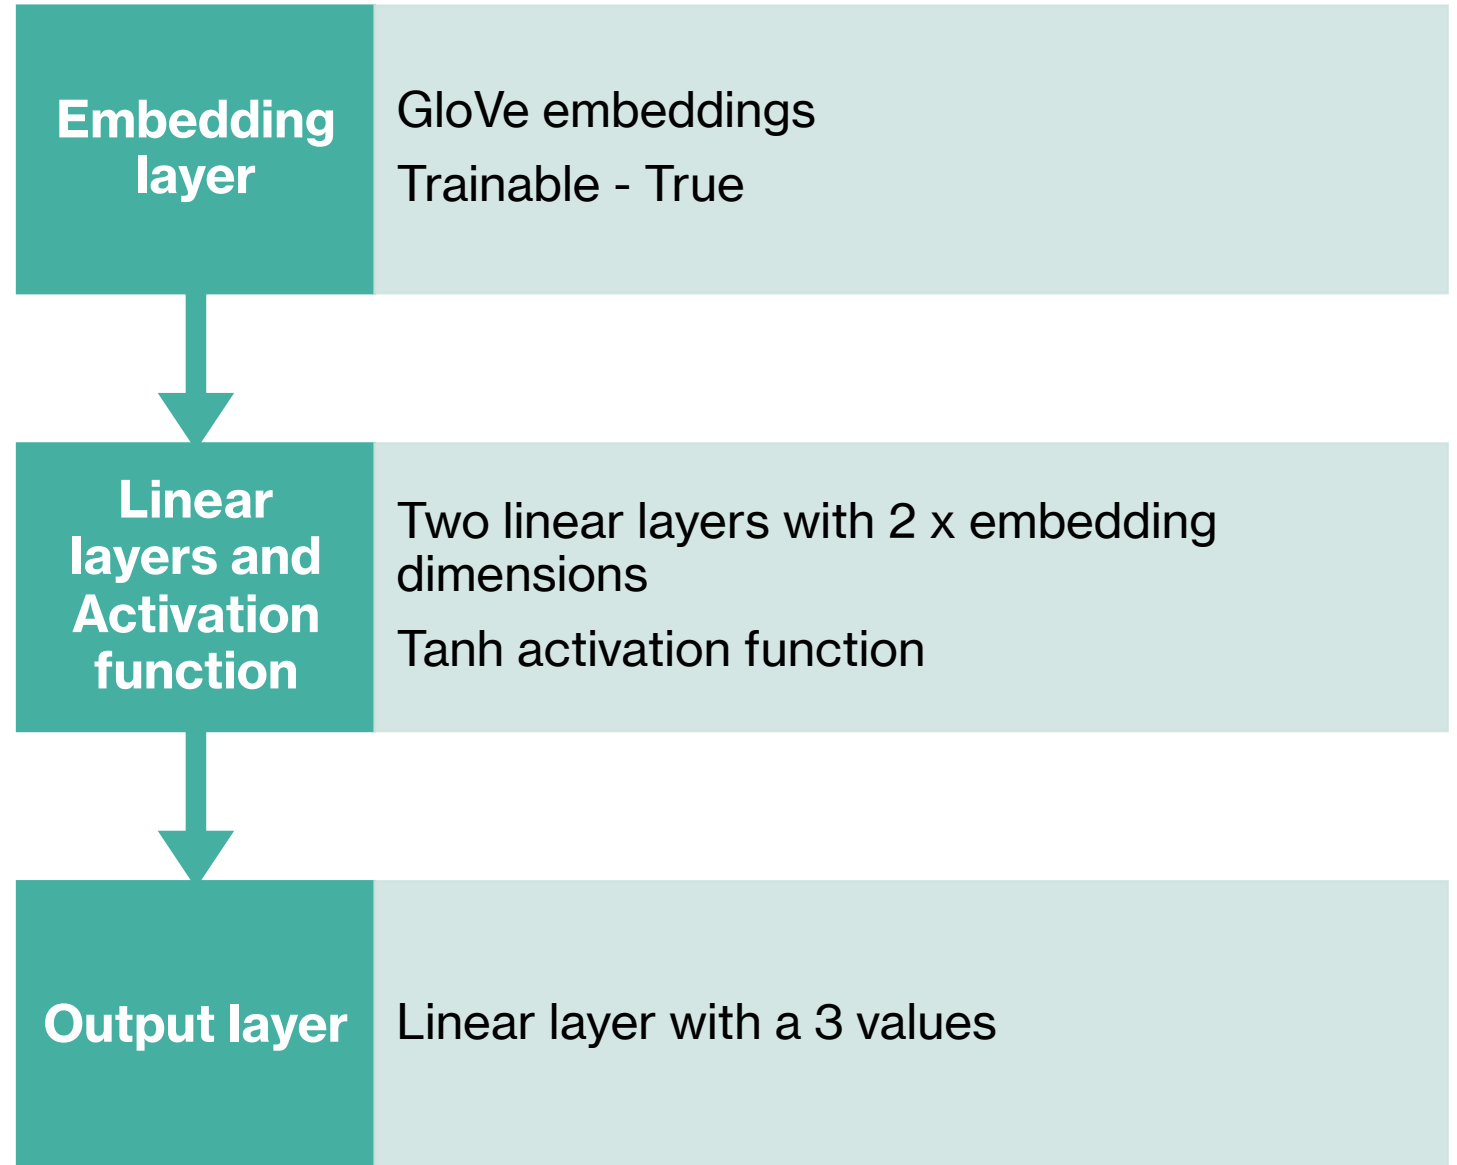 Embedding
layer
GloVe embeddings
Trainable - True
Linear
layers and
Activation
function
Two linear layers with 2 x embedding
dimensions
Tanh activation function
Output layer
Linear layer with a 3 values